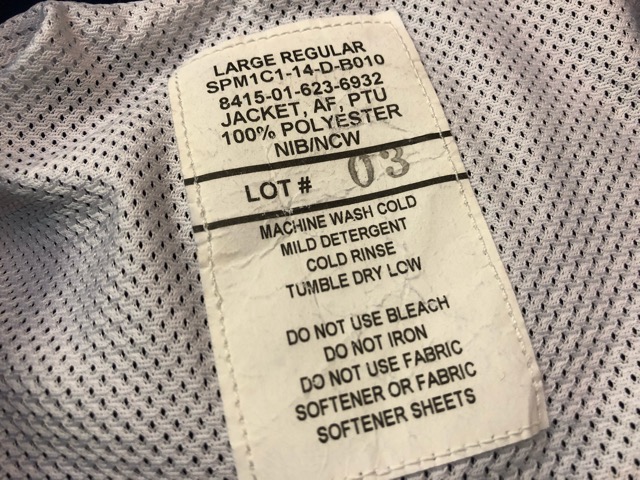 LARGE REGULAR
SPM1C1-14-D-B010
8415-01-623-6932
JACKET, AF, PTU
100% POLYESTER
NIB/NCW
LOT # 03
MACHINE WASH COLD
MILD DETERGENT
COLD RINSE
TUMBLE DRY LOW
DO NOT USE BLEACH
DO NOT IRON
DO NOT USE FABRIC
SOFTENER OR FABRIC
SOFTENER SHEETS